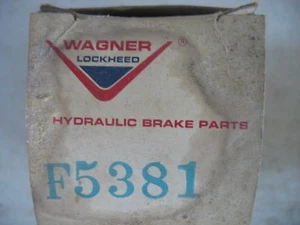 WAGNER
LOCKHEED
®
HYDRAULIC BRAKE PARTS
F5381